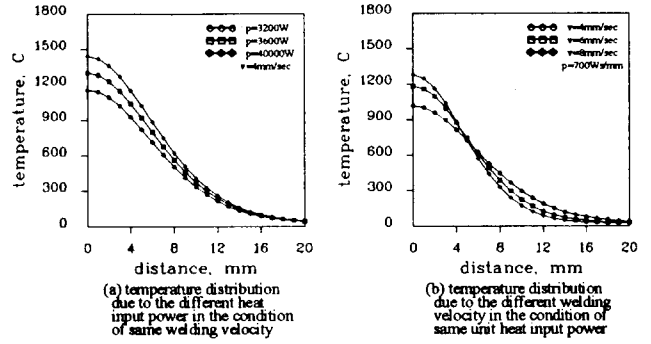 1800
1500
1200
900
600
300
0
temperature, C
p=3200W
p=3600W
p=40000W
v=4mm/sec
0 4 8 12 16 20
distance, mm
(a) temperature distribution
due to the different heat
input power in the condition
of same welding velocity
1800
1500
1200
900
600
300
0
temperature, C
v=4mm/sec
v=6mm/sec
v=8mm/sec
p=700Ws/mm
0 4 8 12 16 20
distance, mm
(b) temperature distribution
due to the different welding
velocity in the condition of
same unit heat input power